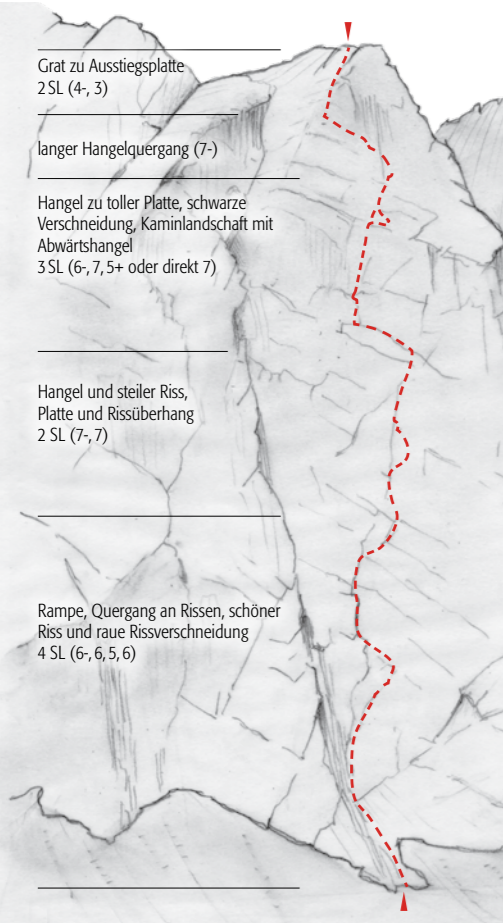 Grat zu Ausstiegsplatte
2 SL (4-, 3)
langer Hangelquergang (7-)
Hangel zu toller Platte, schwarze
Verschneidung, Kaminlandschaft mit
Abwärtshangel
3 SL (6-, 7, 5+ oder direkt 7)
Hangel und steiler Riss,
Platte und Rissüberhang
2 SL (7-, 7)
Rampe, Quergang an Rissen, schöner
Riss und raue Rissverschneidung
4 SL (6-, 6, 5, 6)